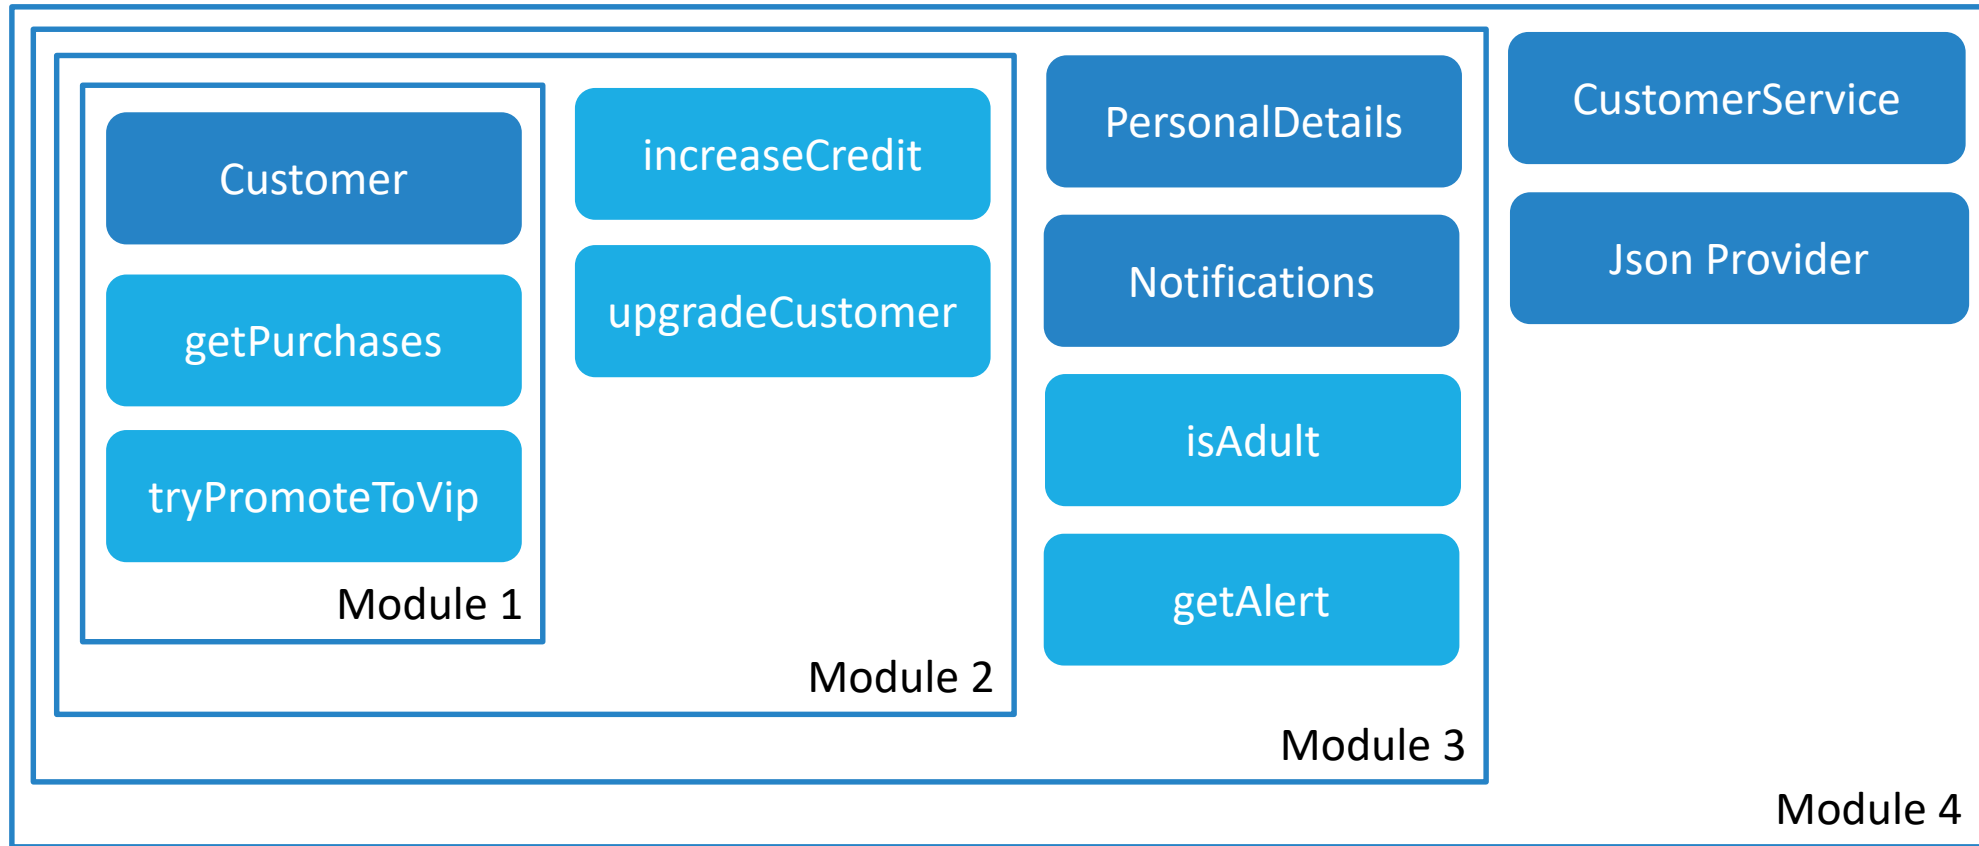 Customer
getPurchases
tryPromoteToVip
Module 1
increaseCredit
upgradeCustomer
Module 2
PersonalDetails
Notifications
isAdult
getAlert
Module 3
CustomerService
Json Provider
Module 4